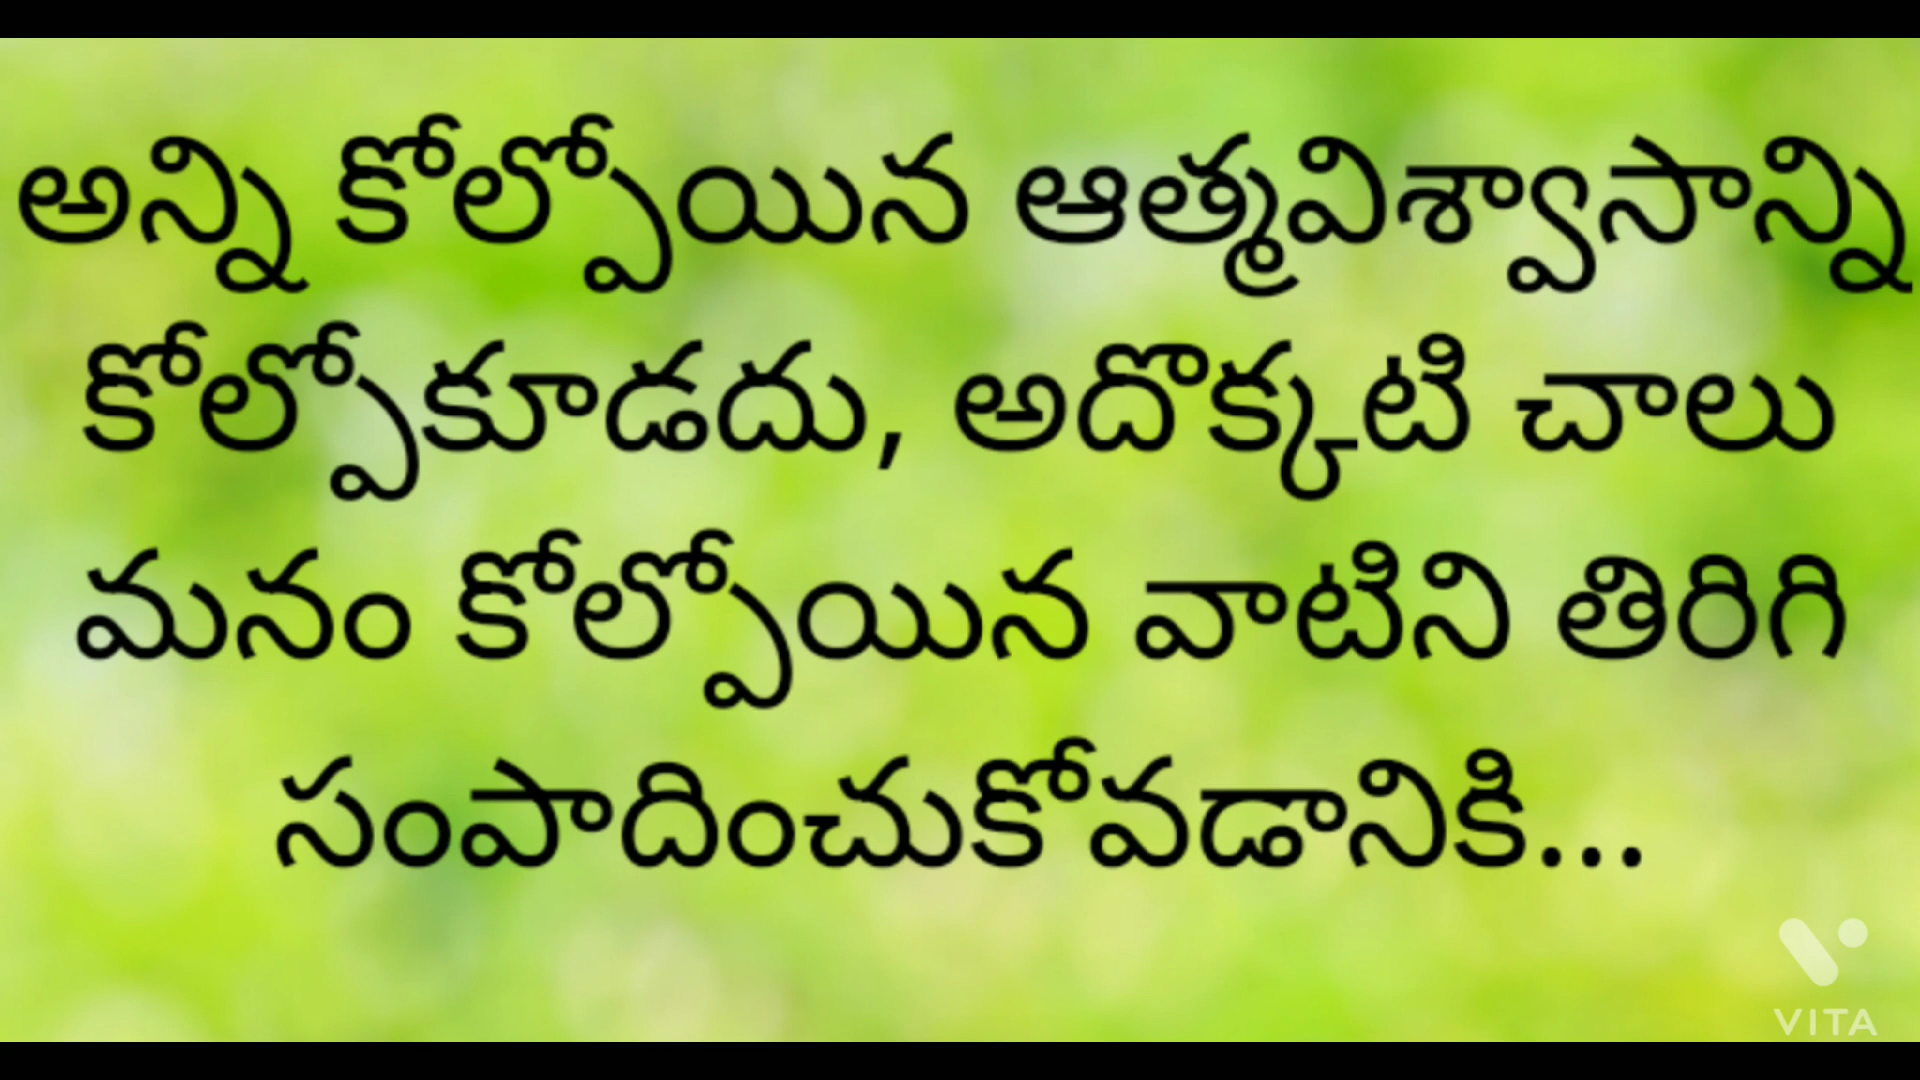 అన్ని కోల్పోయిన ఆత్మవిశ్వాసాన్ని
కోల్పోకూడదు, అదొక్కటి చాలు
మనం కోల్పోయిన వాటిని తిరిగి
సంపాదించుకోవడానికి...
VITA